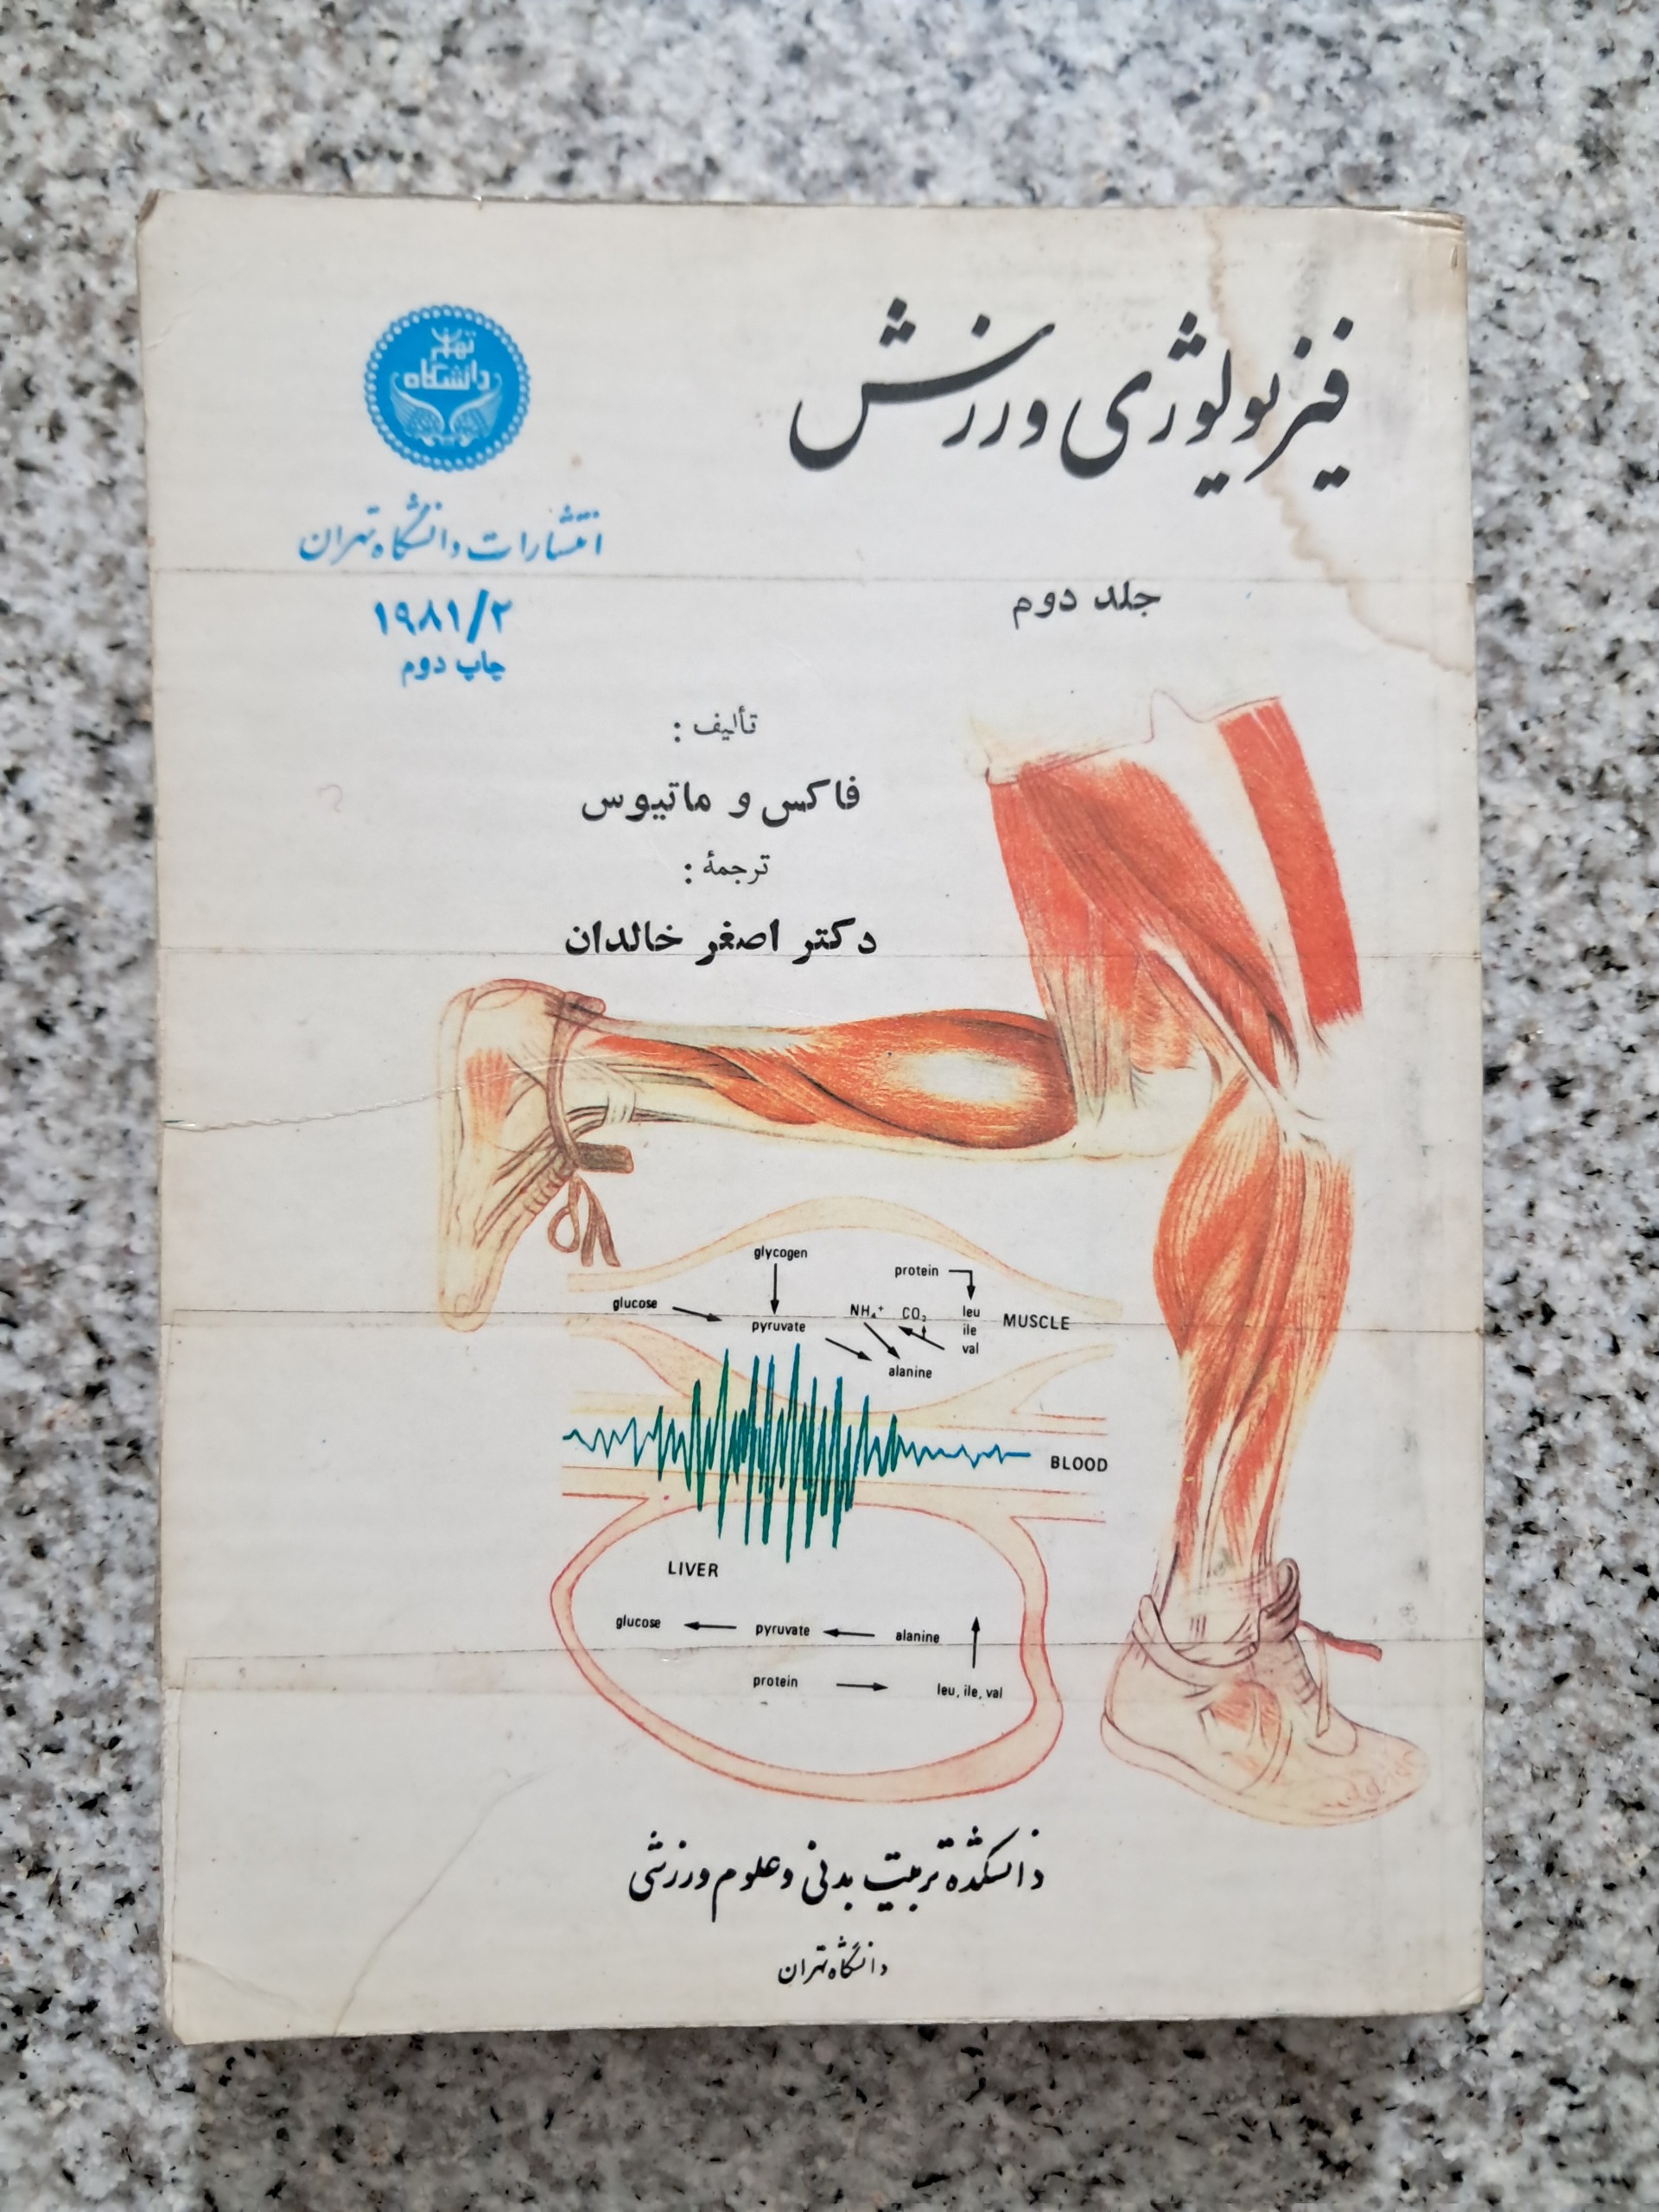 فیزیولوژی ورزش
تهران
دانشگاه
انتشارات دانشگاه تهران
۱۹۸۱/۲
چاپ دوم
جلد دوم
تألیف :
فاکس و ماتیوس
ترجمهٔ :
دکتر اصغر خالدان
glycogen
protein
glucose
pyruvate
NH₄⁺ CO₂
leu
ile
val
MUSCLE
alanine
BLOOD
LIVER
glucose pyruvate alanine
protein leu, ile, val
دانشکده تربیت بدنی و علوم ورزشی
دانشگاه تهران